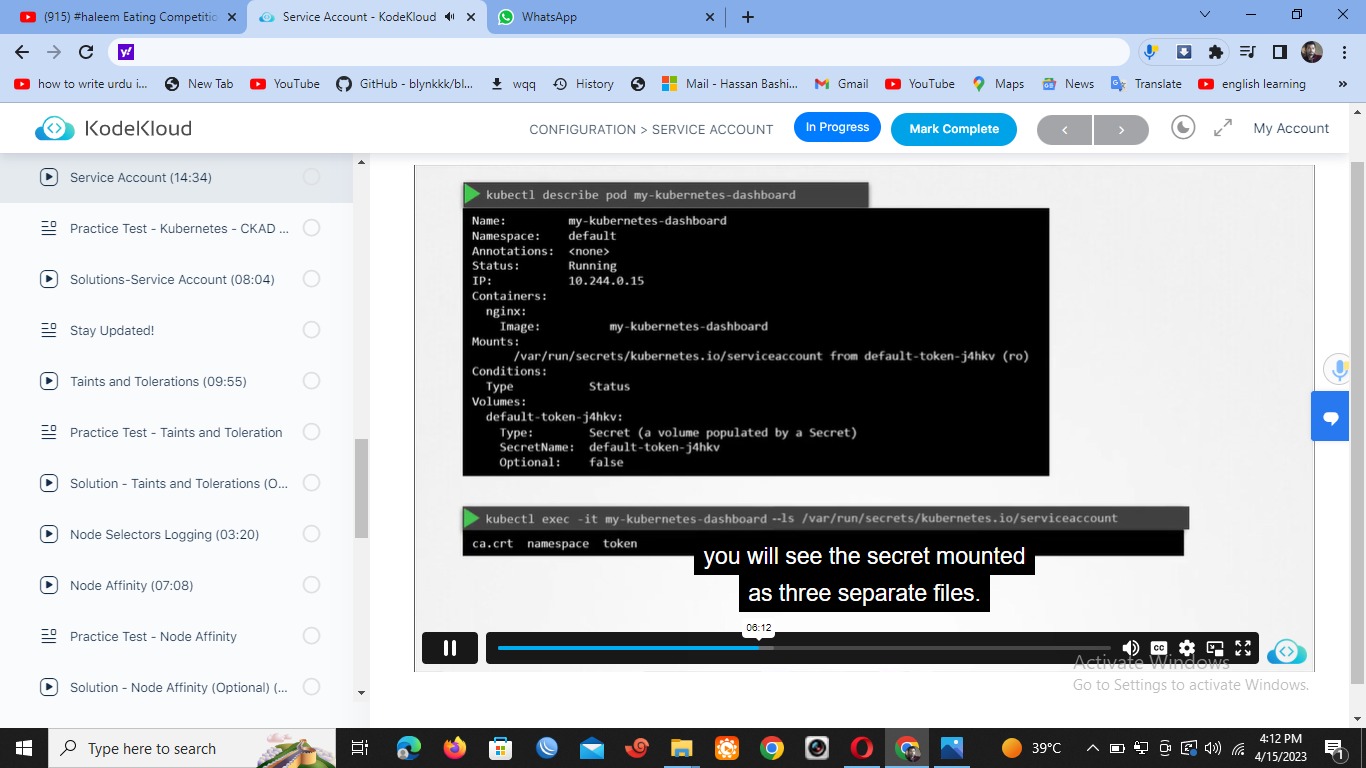 (915) #haleem Eating Competitio
Service Account - KodeKloud
WhatsApp
how to write urdu i...
New Tab
YouTube
GitHub - blynkkk/bl...
wqq
History
Mail - Hassan Bashi...
Gmail
YouTube
Maps
News
Translate
english learning
KodeKloud
CONFIGURATION > SERVICE ACCOUNT
In Progress
Mark Complete
My Account
Service Account (14:34)
Practice Test - Kubernetes - CKAD ...
Solutions-Service Account (08:04)
Stay Updated!
Taints and Tolerations (09:55)
Practice Test - Taints and Toleration
Solution - Taints and Tolerations (O...
Node Selectors Logging (03:20)
Node Affinity (07:08)
Practice Test - Node Affinity
Solution - Node Affinity (Optional) (...
kubectl describe pod my-kubernetes-dashboard
Name: my-kubernetes-dashboard
Namespace: default
Annotations: <none>
Status: Running
IP: 10.244.0.15
Containers:
nginx:
Image: my-kubernetes-dashboard
Mounts:
/var/run/secrets/kubernetes.io/serviceaccount from default-token-j4hkv (ro)
Conditions:
Type Status
Volumes:
default-token-j4hkv:
Type: Secret (a volume populated by a Secret)
SecretName: default-token-j4hkv
Optional: false
kubectl exec -it my-kubernetes-dashboard --ls /var/run/secrets/kubernetes.io/serviceaccount
ca.crt namespace token
you will see the secret mounted
as three separate files.
06:12
CC
Activate Windows
Go to Settings to activate Windows.
Type here to search
39°C
4:12 PM
4/15/2023
1